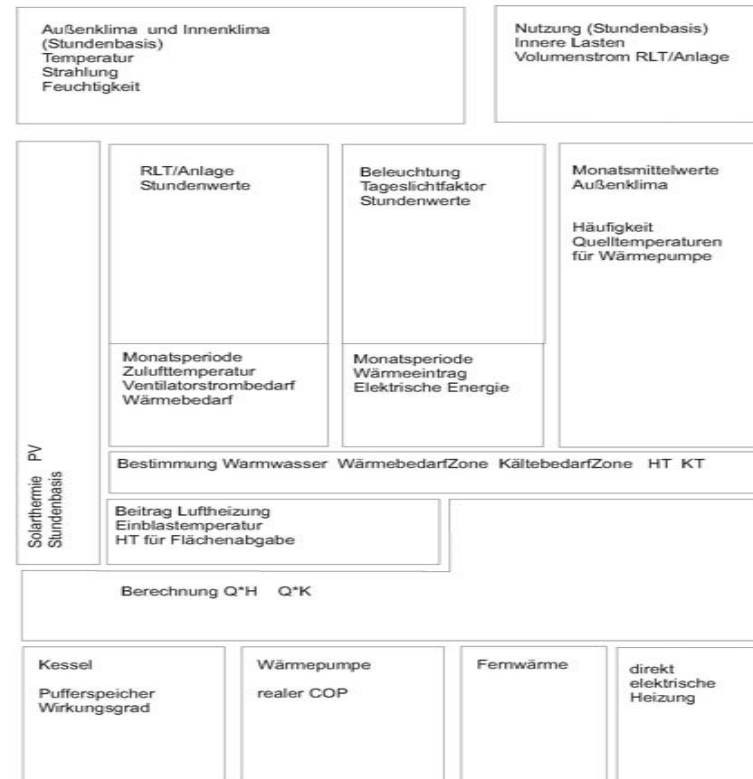 Außenklima und Innenklima
(Stundenbasis)
Temperatur
Strahlung
Feuchtigkeit
Nutzung (Stundenbasis)
Innere Lasten
Volumenstrom RLT/Anlage
RLT/Anlage
Stundenwerte
Beleuchtung
Tageslichtfaktor
Stundenwerte
Monatsmittelwerte
Außenklima
Häufigkeit
Quelltemperaturen
für Wärmepumpe
Monatsperiode
Zulufttemperatur
Ventilatorstrombedarf
Wärmebedarf
Monatsperiode
Wärmeeintrag
Elektrische Energie
Solarthermie PV
Stundenbasis
Bestimmung Warmwasser WärmebedarfZone KältebedarfZone HT KT
Beitrag Luftheizung
Einblastemperatur
HT für Flächenabgabe
Berechnung Q*H Q*K
Kessel
Pufferspeicher
Wirkungsgrad
Wärmepumpe
realer COP
Fernwärme
direkt
elektrische
Heizung